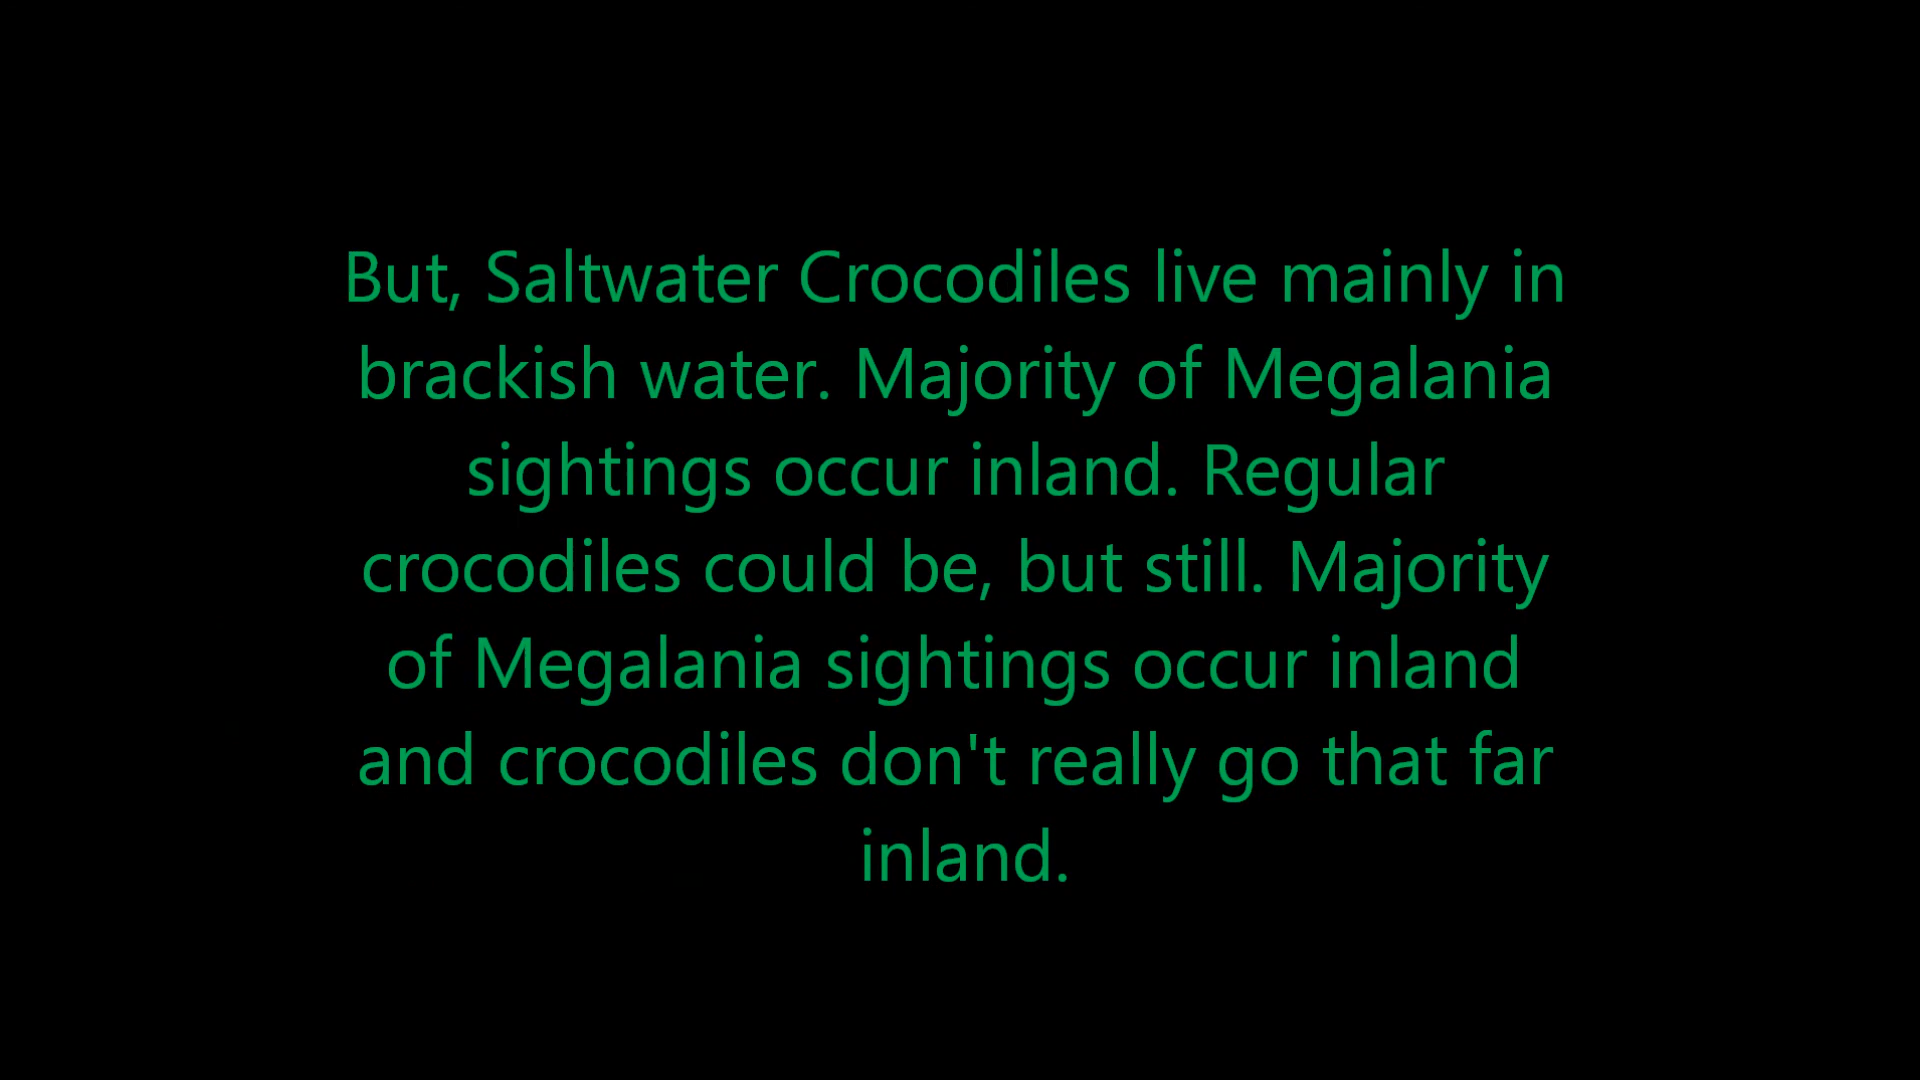 But, Saltwater Crocodiles live mainly in
brackish water. Majority of Megalania
sightings occur inland. Regular
crocodiles could be, but still. Majority
of Megalania sightings occur inland
and crocodiles don't really go that far
inland.